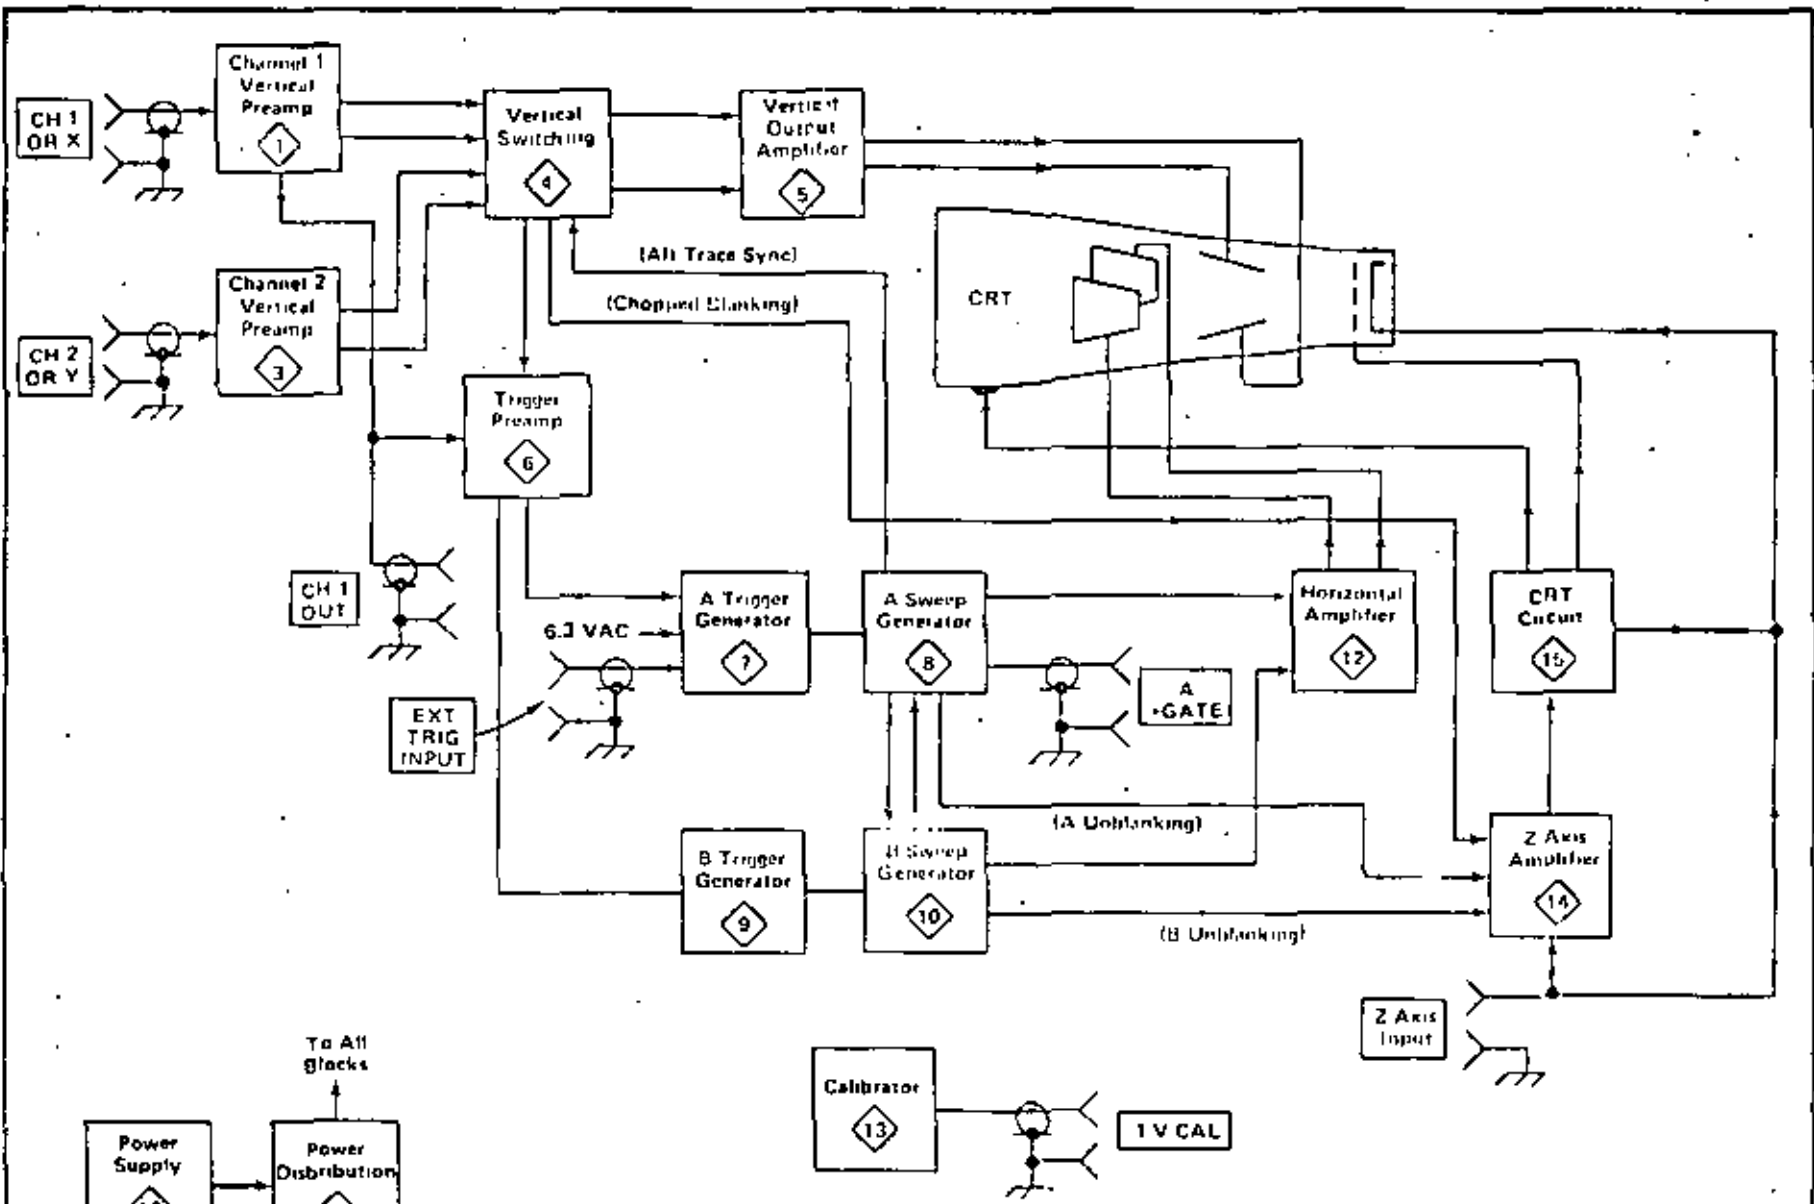 Channel 1
Vertical
Preamp
1
CH 1
OR X
Vertical
Switching
4
Vertical
Output
Amplifier
5
(Alt Trace Sync)
(Chopped Blanking)
CRT
Channel 2
Vertical
Preamp
3
CH 2
OR Y
Trigger
Preamp
6
CH 1
OUT
A Trigger
Generator
7
6.3 VAC
EXT
TRIG
INPUT
A Sweep
Generator
8
A
+GATE
Horizontal
Amplifier
12
CRT
Circuit
15
(A Unblanking)
B Trigger
Generator
9
B Sweep
Generator
10
(B Unblanking)
Z Axis
Amplifier
14
Z Axis
Input
To All
Blocks
Power
Supply
Power
Disbribution
Calibrator
13
1 V CAL